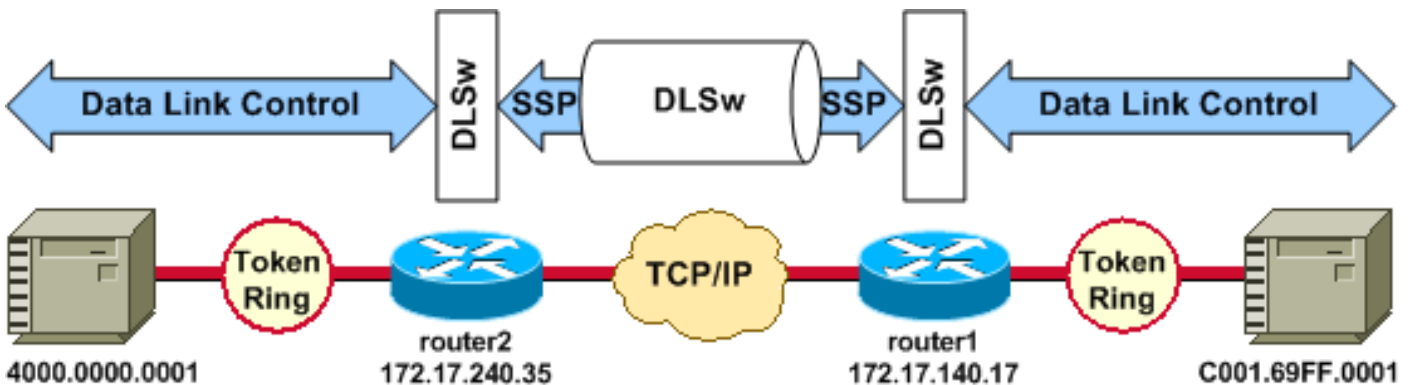 Data Link Control
DLSw
SSP
DLSw
SSP
DLSw
Data Link Control
Token
Ring
TCP/IP
Token
Ring
4000.0000.0001
router2
172.17.240.35
router1
172.17.140.17
C001.69FF.0001